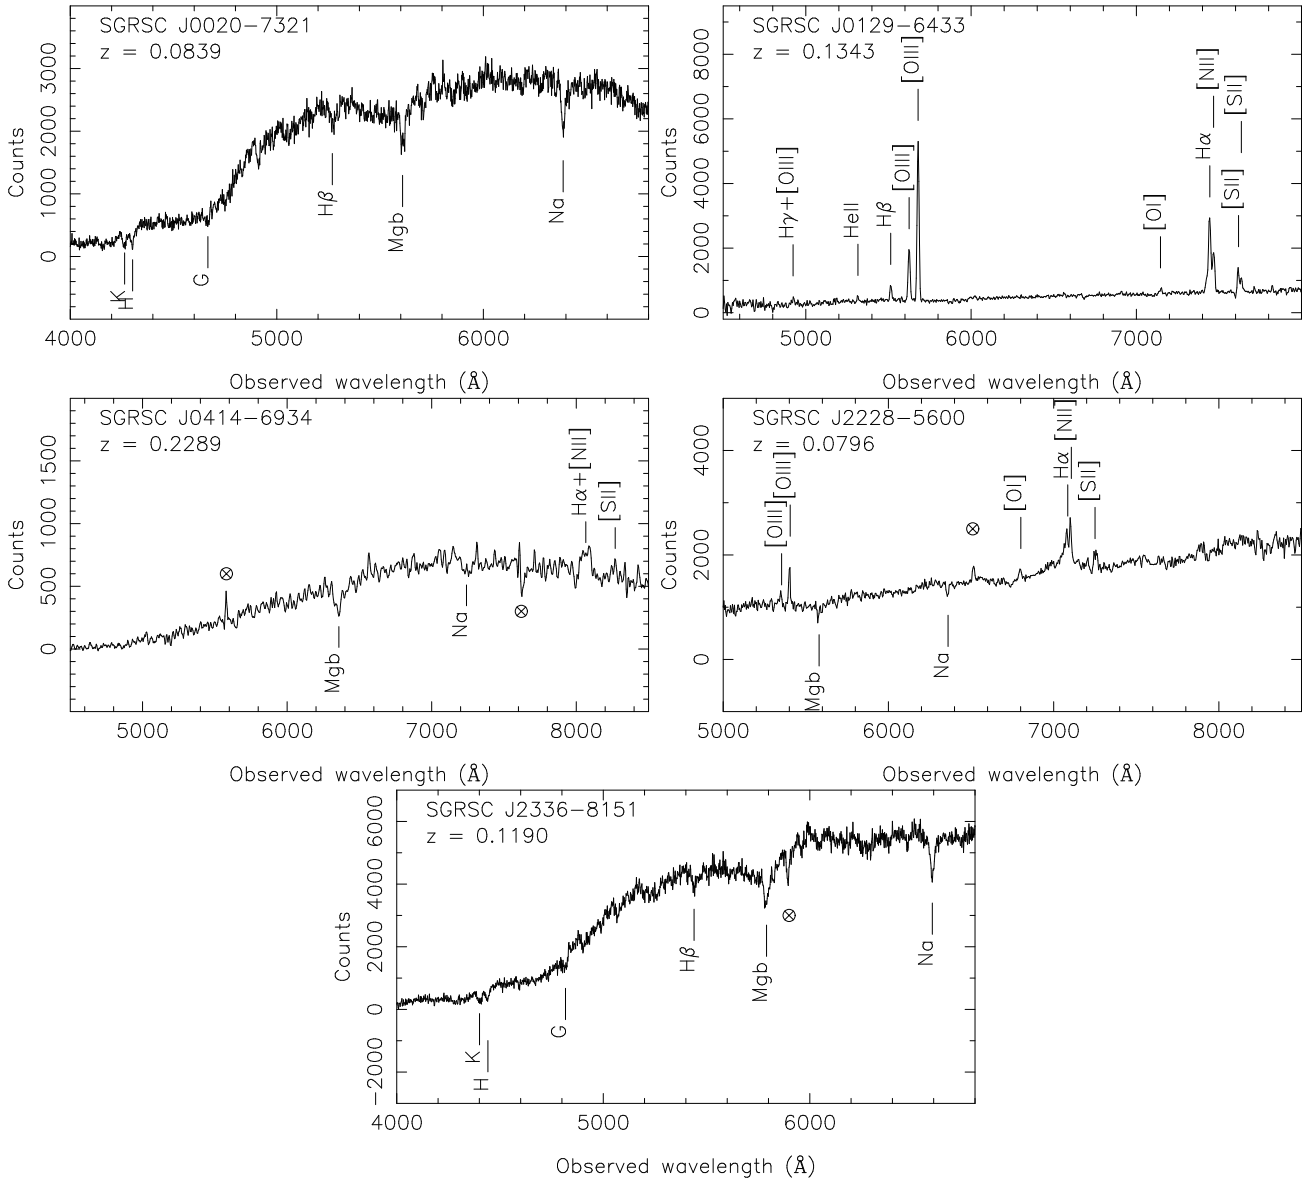 SGRSC J0020-7321
z = 0.0839
Counts
0 1000 2000 3000
K
H
G
Hβ
Mgb
Na
4000 5000 6000
Observed wavelength (Å)
SGRSC J0129-6433
z = 0.1343
Counts
0 2000 4000 6000 8000
Hγ+[OIII]
HeII
Hβ
[OIII]
[OIII]
[OI]
Hα
[NII]
[SII]
[SII]
5000 6000 7000
Observed wavelength (Å)
SGRSC J0414-6934
z = 0.2289
Counts
0 500 1000 1500
Mgb
Na
Hα+[NII]
[SII]
5000 6000 7000 8000
Observed wavelength (Å)
SGRSC J2228-5600
z = 0.0796
Counts
0 2000 4000
[OIII]
[OIII]
Mgb
Na
[OI]
Hα
[NII]
[SII]
5000 6000 7000 8000
Observed wavelength (Å)
SGRSC J2336-8151
z = 0.1190
Counts
-2000 0 2000 4000 6000
K
H
G
Hβ
Mgb
Na
4000 5000 6000
Observed wavelength (Å)